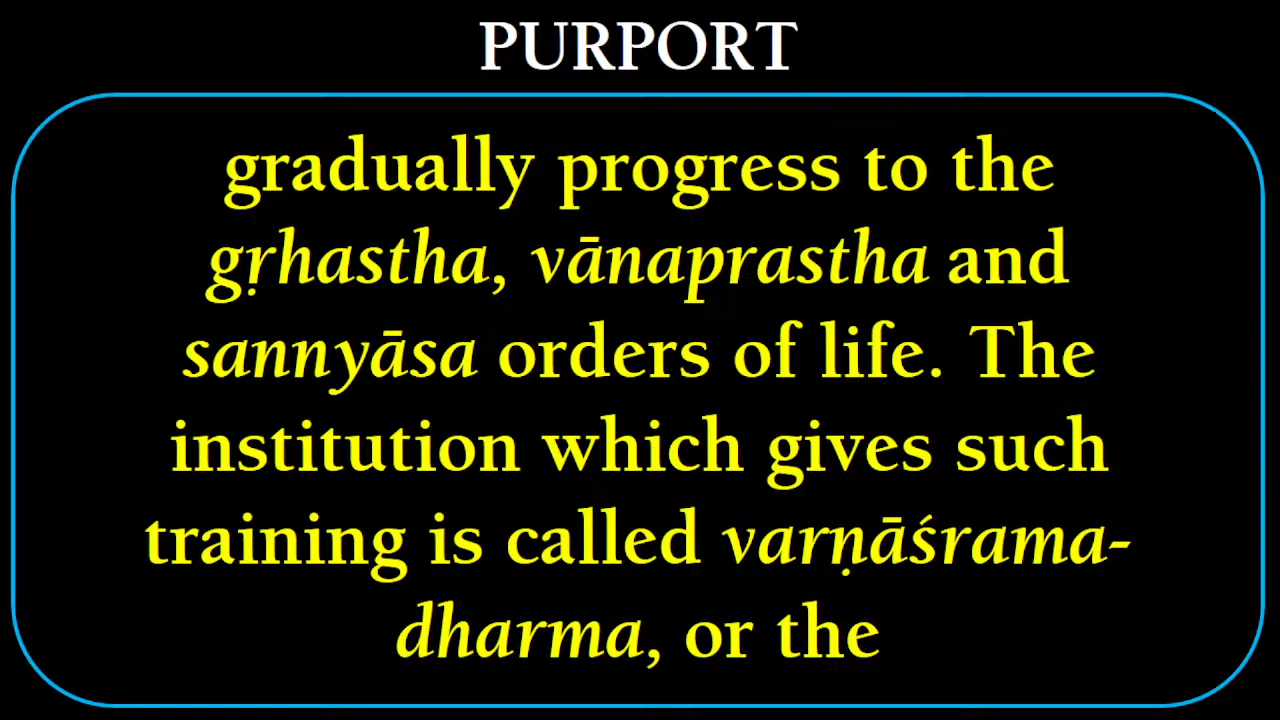 PURPORT
gradually progress to the
gṛhastha, vānaprastha and
sannyāsa orders of life. The
institution which gives such
training is called varṇāśrama-
dharma, or the